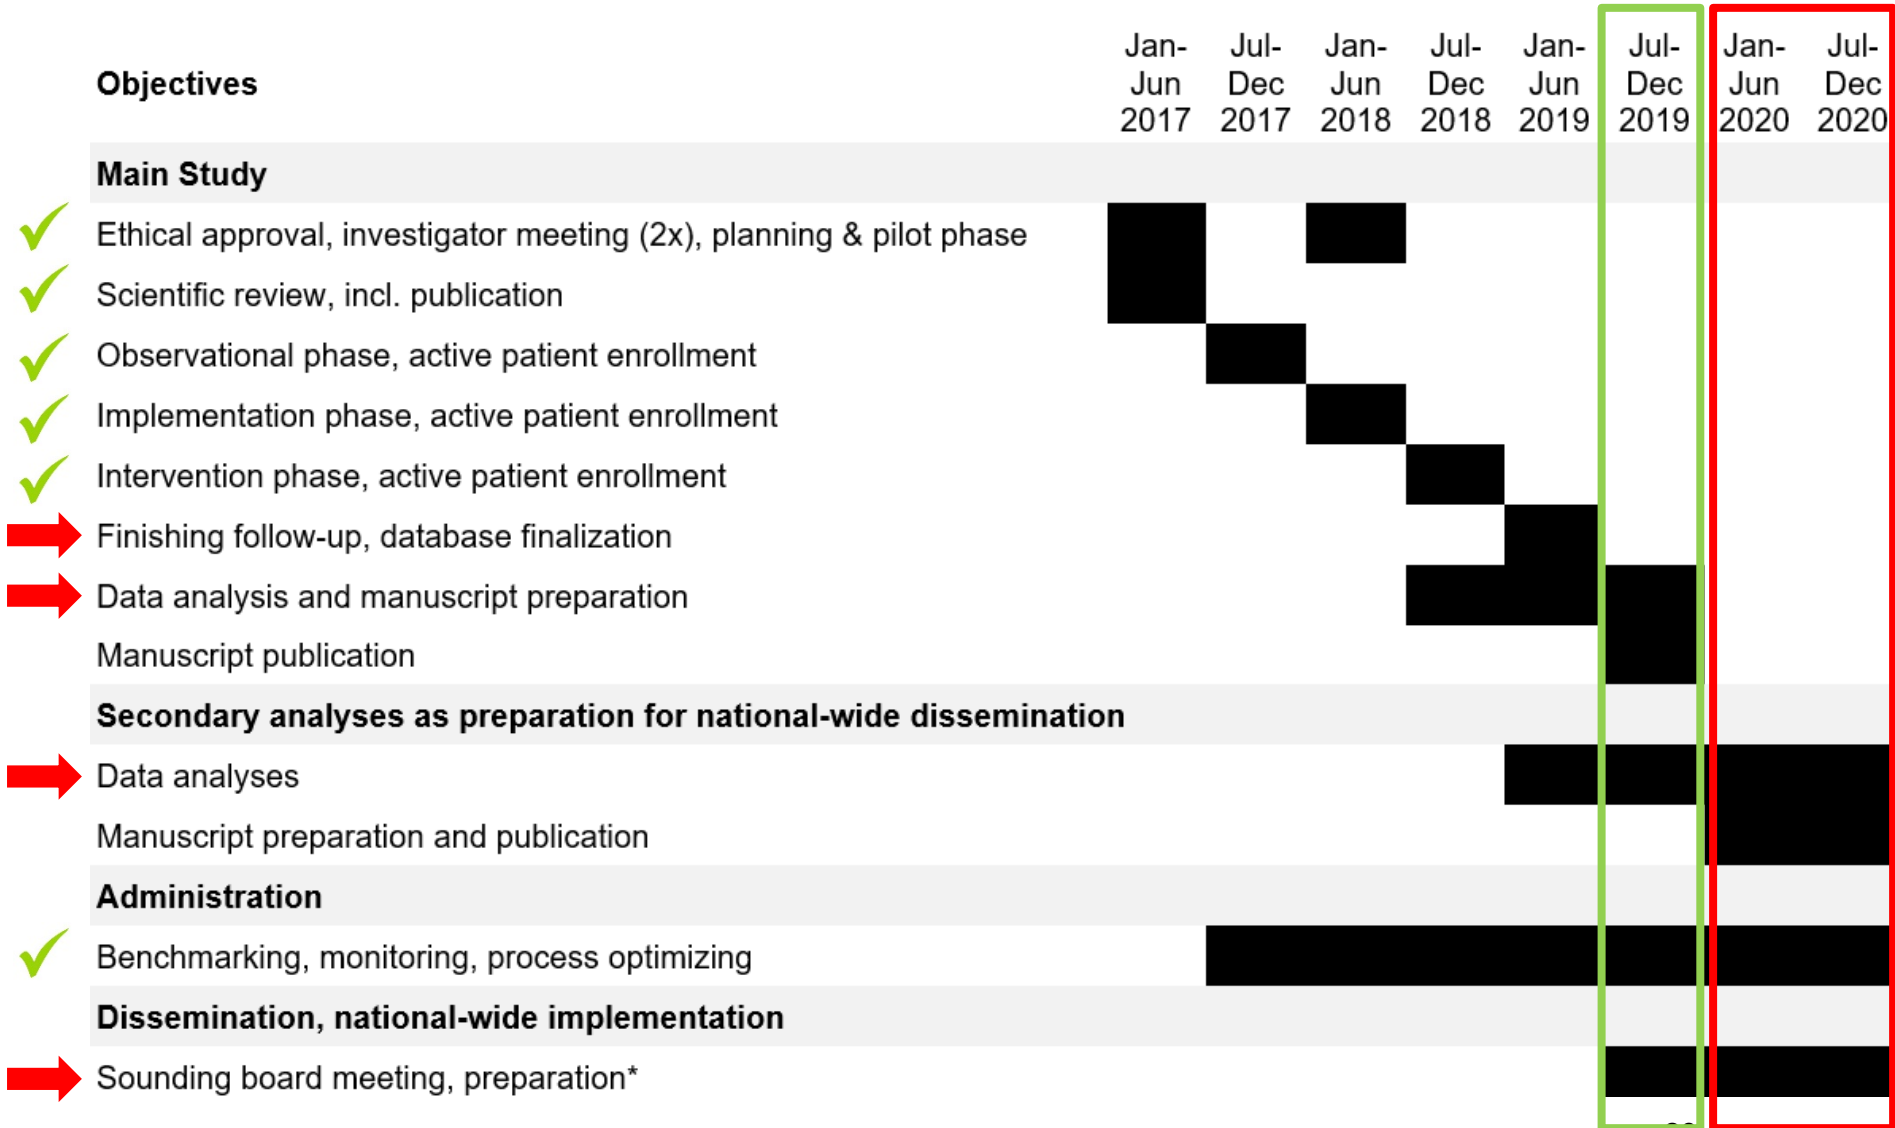 Objectives
Jan-
Jun
2017
Jul-
Dec
2017
Jan-
Jun
2018
Jul-
Dec
2018
Jan-
Jun
2019
Jul-
Dec
2019
Jan-
Jun
2020
Jul-
Dec
2020
Main Study
Ethical approval, investigator meeting (2x), planning & pilot phase
Scientific review, incl. publication
Observational phase, active patient enrollment
Implementation phase, active patient enrollment
Intervention phase, active patient enrollment
Finishing follow-up, database finalization
Data analysis and manuscript preparation
Manuscript publication
Secondary analyses as preparation for national-wide dissemination
Data analyses
Manuscript preparation and publication
Administration
Benchmarking, monitoring, process optimizing
Dissemination, national-wide implementation
Sounding board meeting, preparation*